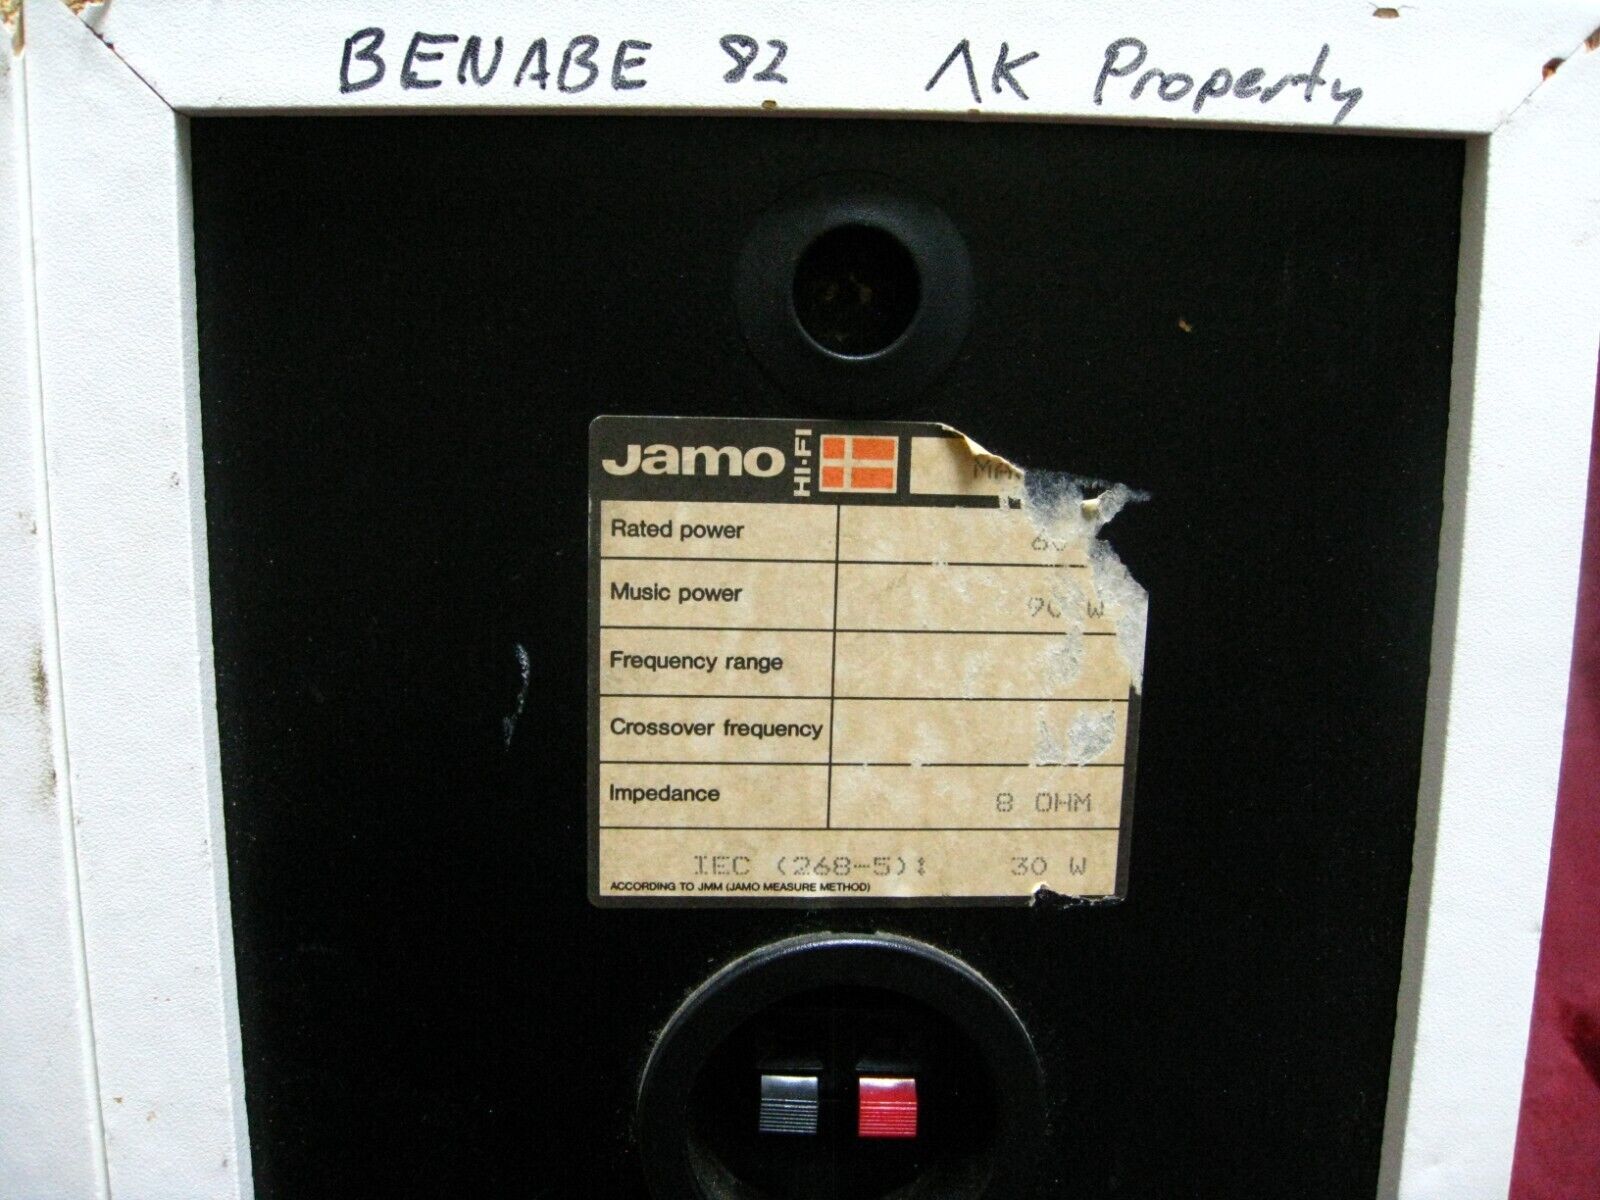 BENABE 82 ΛK Property
Jamo HI-FI
Rated power
Music power 90 W
Frequency range
Crossover frequency
Impedance 8 OHM
IEC (268-5): 30 W
ACCORDING TO JMM (JAMO MEASURE METHOD)